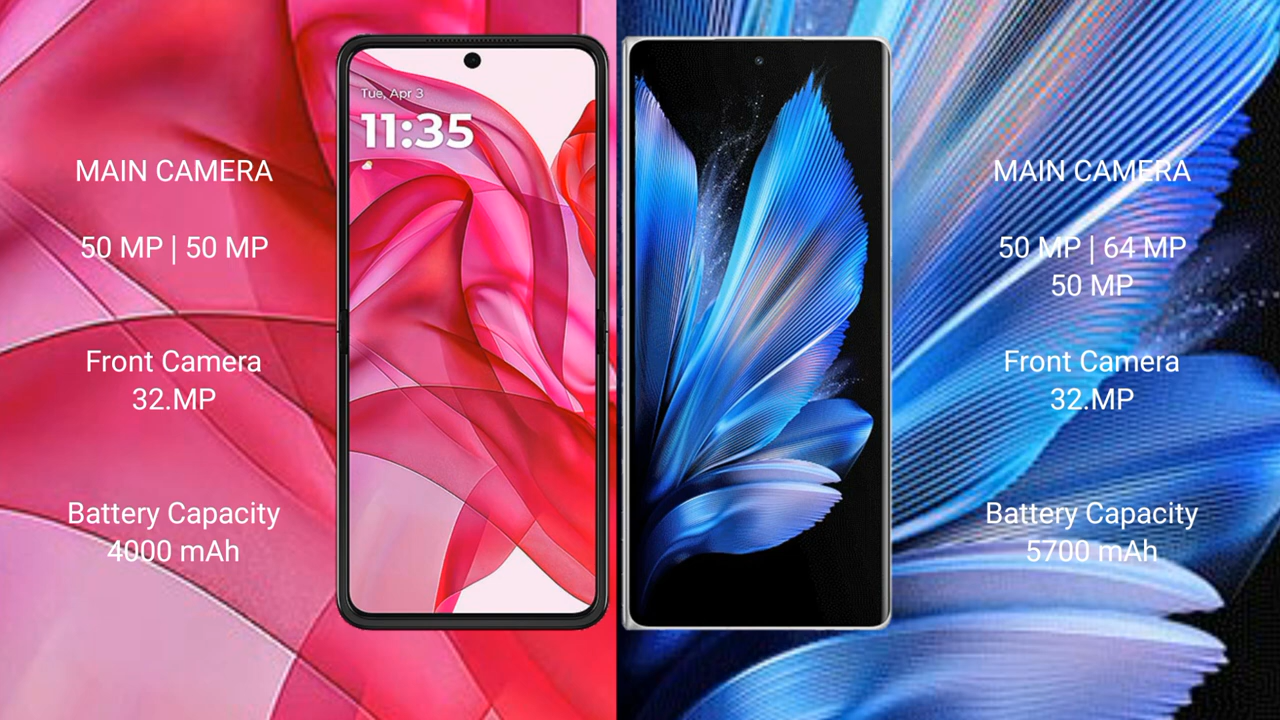 MAIN CAMERA
50 MP | 50 MP
Front Camera
32.MP
Battery Capacity
4000 mAh
Tue, Apr 3
11:35
MAIN CAMERA
50 MP | 64 MP
50 MP
Front Camera
32.MP
Battery Capacity
5700 mAh